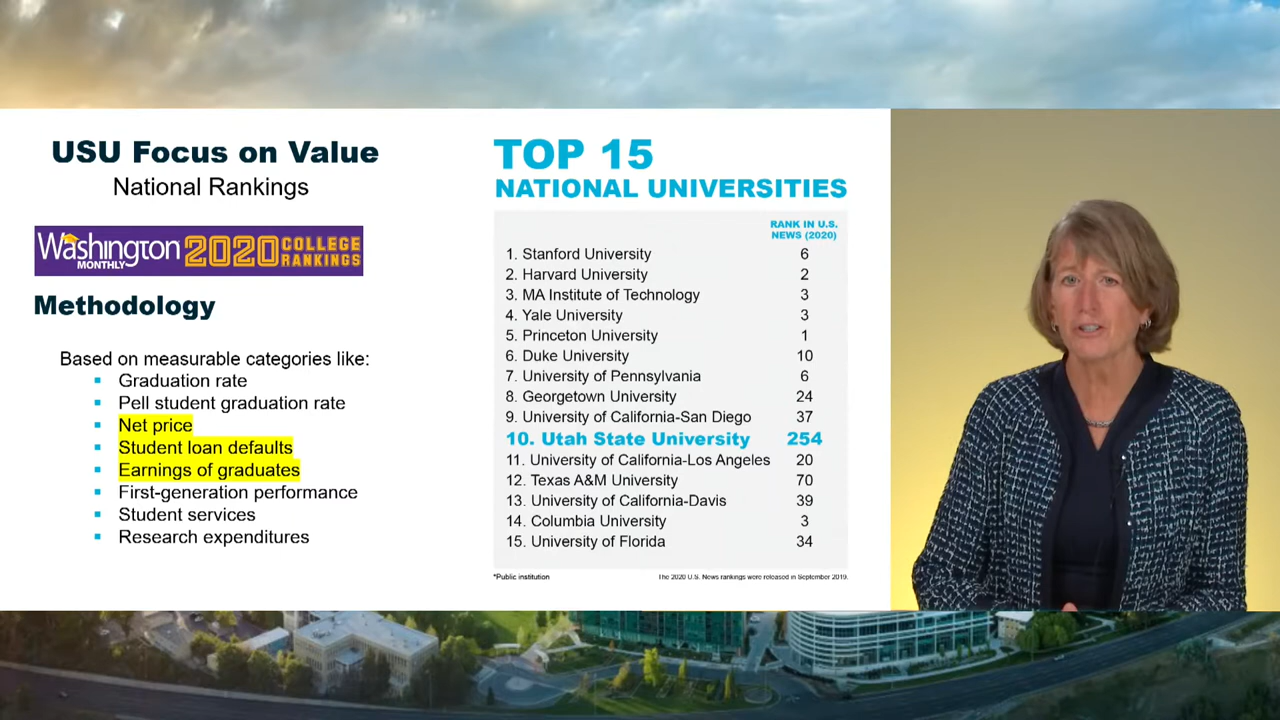 USU Focus on Value
National Rankings
Washington MONTHLY 2020 COLLEGE RANKINGS
Methodology
Based on measurable categories like:
Graduation rate
Pell student graduation rate
Net price
Student loan defaults
Earnings of graduates
First-generation performance
Student services
Research expenditures
TOP 15
NATIONAL UNIVERSITIES
RANK IN U.S.
NEWS (2020)
1. Stanford University 6
2. Harvard University 2
3. MA Institute of Technology 3
4. Yale University 3
5. Princeton University 1
6. Duke University 10
7. University of Pennsylvania 6
8. Georgetown University 24
9. University of California-San Diego 37
10. Utah State University 254
11. University of California-Los Angeles 20
12. Texas A&M University 70
13. University of California-Davis 39
14. Columbia University 3
15. University of Florida 34
*Public institution
The 2020 U.S. News rankings were released in September 2019.